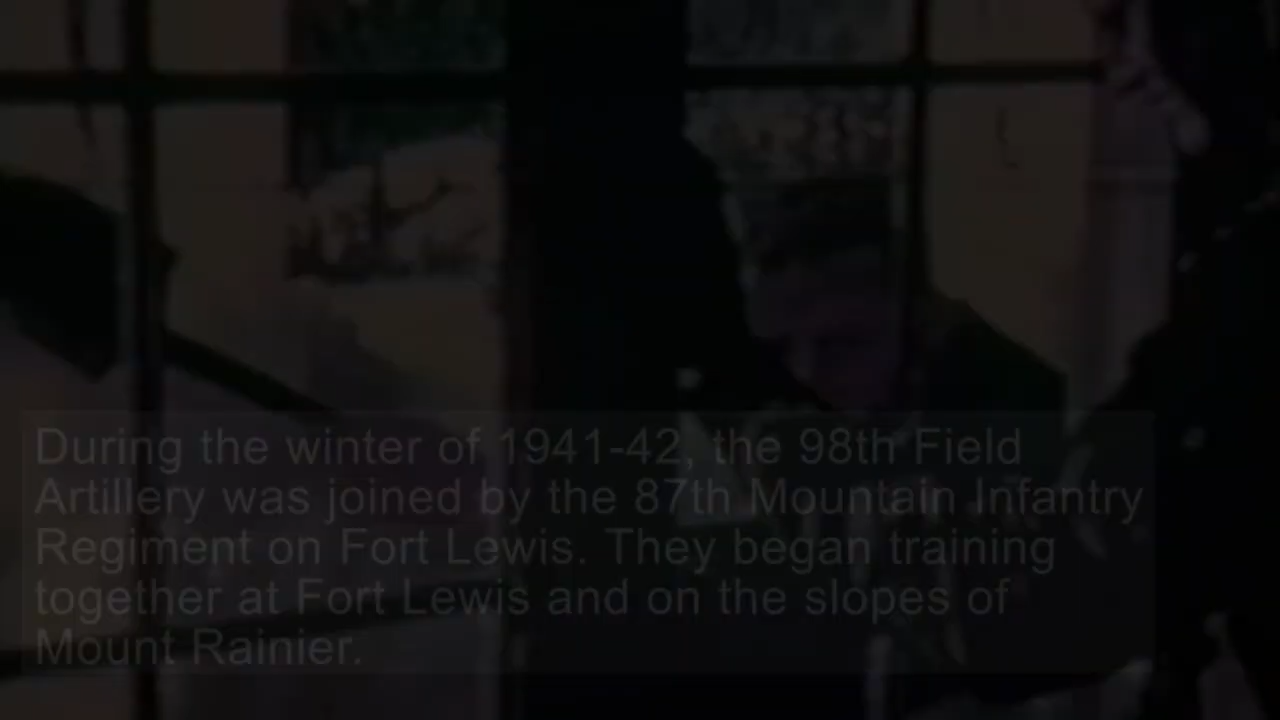 During the winter of 1941-42, the 98th Field
Artillery was joined by the 87th Mountain Infantry
Regiment on Fort Lewis. They began training
together at Fort Lewis and on the slopes of
Mount Rainier.